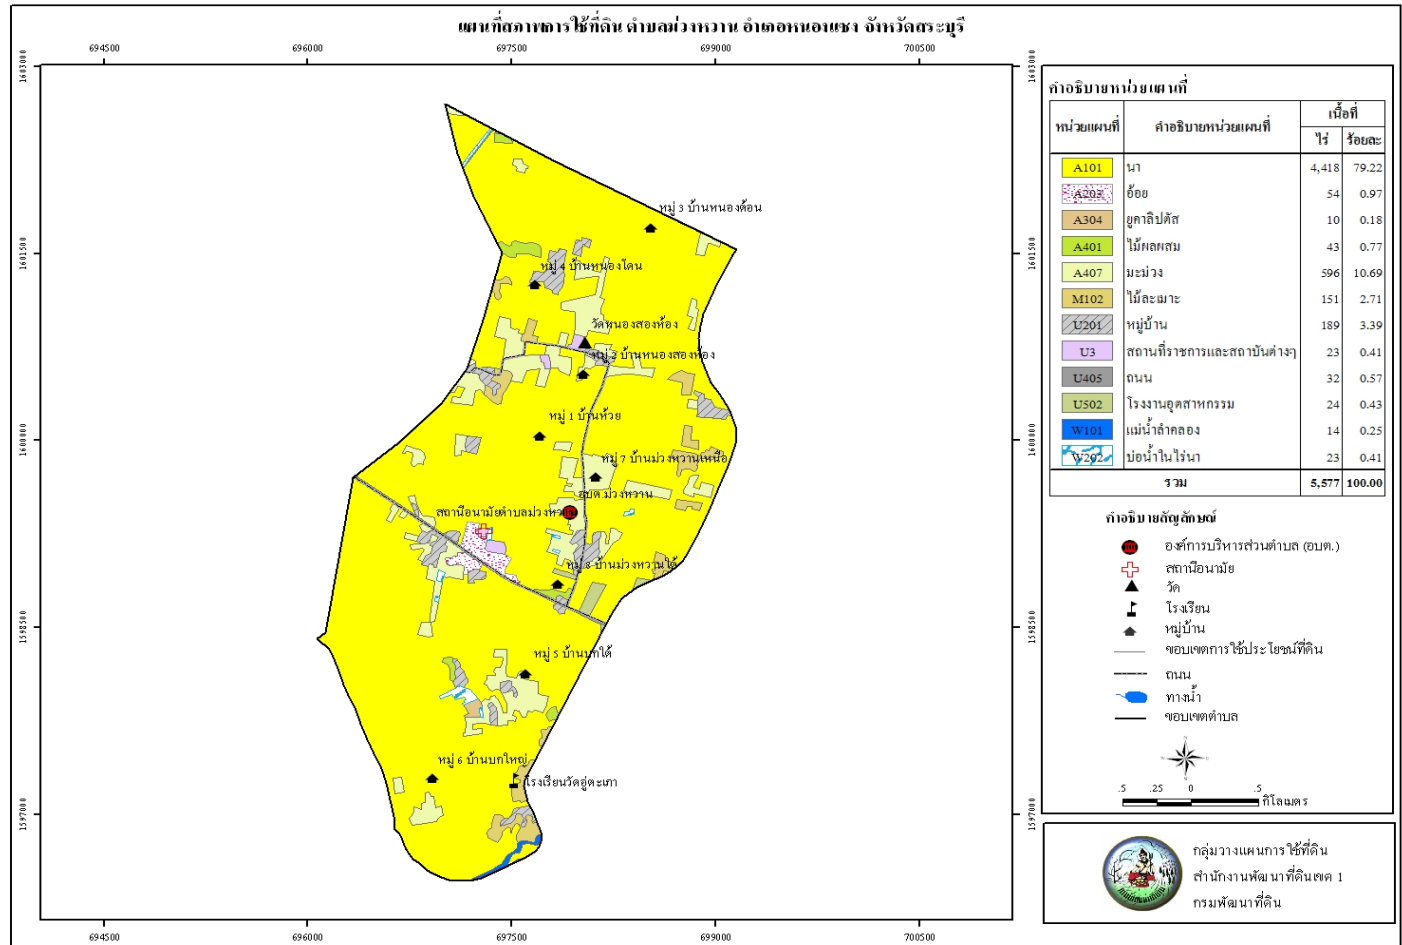 แผนที่สภาพการใช้ที่ดิน ตำบลม่วงหวาน อำเภอหนองแซง จังหวัดสระบุรี
694500 696000 697500 699000 700500
1603000 1603000
1601500 1601500
1600000 1600000
1598500 1598500
1597000 1597000
694500 696000 697500 699000 700500
หมู่ 3 บ้านหนองค้อน
หมู่ 4 บ้านหนองโดน
วัดหนองสองห้อง
หมู่ 2 บ้านหนองสองห้อง
หมู่ 1 บ้านห้วย
หมู่ 7 บ้านม่วงหวานเหนือ
อบต.ม่วงหวาน
สถานีอนามัยตำบลม่วงหวาน
หมู่ 8 บ้านม่วงหวานใต้
หมู่ 5 บ้านบกใต้
หมู่ 6 บ้านบกใหญ่
โรงเรียนวัดอู่ตะเภา
คำอธิบายหน่วยแผนที่
หน่วยแผนที่ คำอธิบายหน่วยแผนที่ เนื้อที่
ไร่ ร้อยละ
A101 นา 4,418 79.22
A203 อ้อย 54 0.97
A304 ยูคาลิปตัส 10 0.18
A401 ไม้ผลผสม 43 0.77
A407 มะม่วง 596 10.69
M102 ไม้ละเมาะ 151 2.71
U201 หมู่บ้าน 189 3.39
U3 สถานที่ราชการและสถาบันต่างๆ 23 0.41
U405 ถนน 32 0.57
U502 โรงงานอุตสาหกรรม 24 0.43
W101 แม่น้ำลำคลอง 14 0.25
W202 บ่อน้ำในไร่นา 23 0.41
รวม 5,577 100.00
คำอธิบายสัญลักษณ์
องค์การบริหารส่วนตำบล (อบต.)
สถานีอนามัย
วัด
โรงเรียน
หมู่บ้าน
ขอบเขตการใช้ประโยชน์ที่ดิน
ถนน
ทางน้ำ
ขอบเขตตำบล
.5 .25 0 .5
กิโลเมตร
กลุ่มวางแผนการใช้ที่ดิน
สำนักงานพัฒนาที่ดินเขต 1
กรมพัฒนาที่ดิน